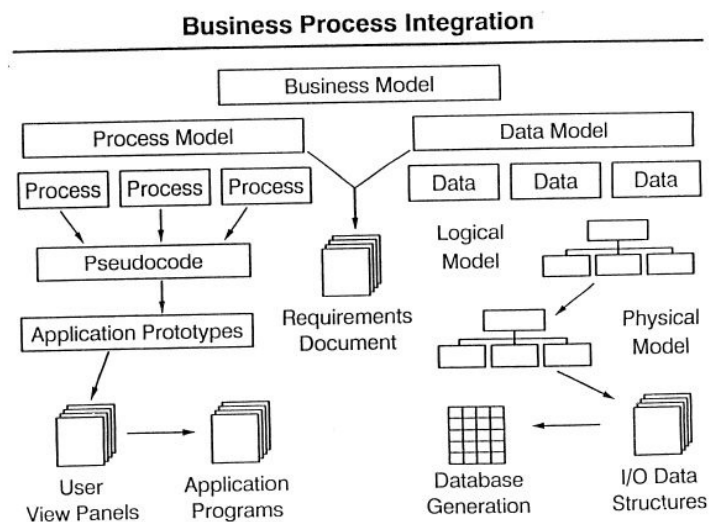 Business Process Integration
Business Model
Process Model
Data Model
Process
Process
Process
Data
Data
Data
Pseudocode
Logical
Model
Application Prototypes
Requirements
Document
Physical
Model
User
View Panels
Application
Programs
Database
Generation
I/O Data
Structures